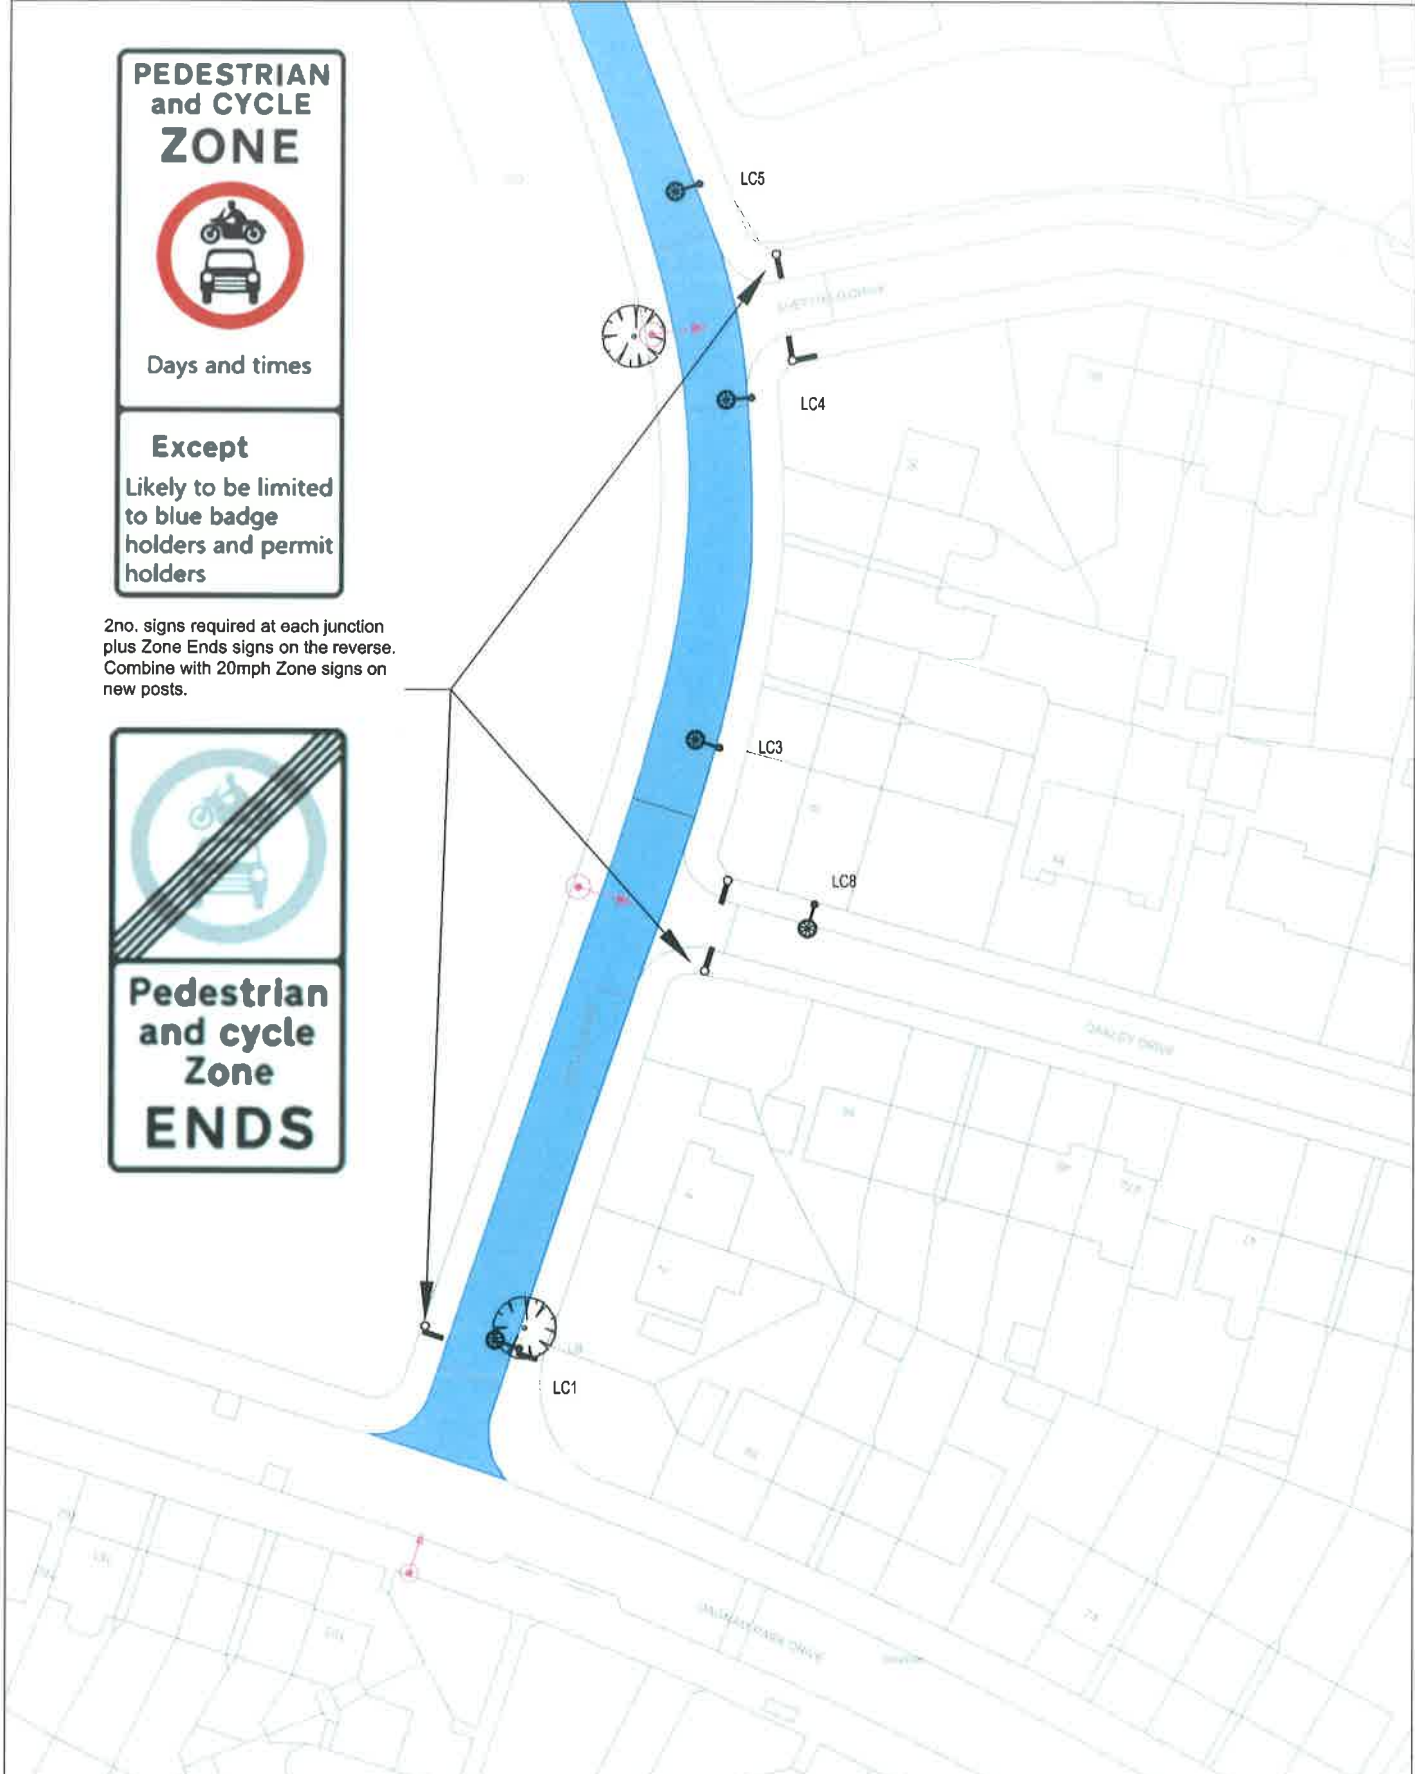 PEDESTRIAN
and CYCLE
ZONE
Days and times
Except
Likely to be limited
to blue badge
holders and permit
holders
2no. signs required at each junction
plus Zone Ends signs on the reverse.
Combine with 20mph Zone signs on
new posts.
Pedestrian
and cycle
Zone
ENDS
LC5
LC4
LC3
LC8
OAKLEY DRIVE
LC1